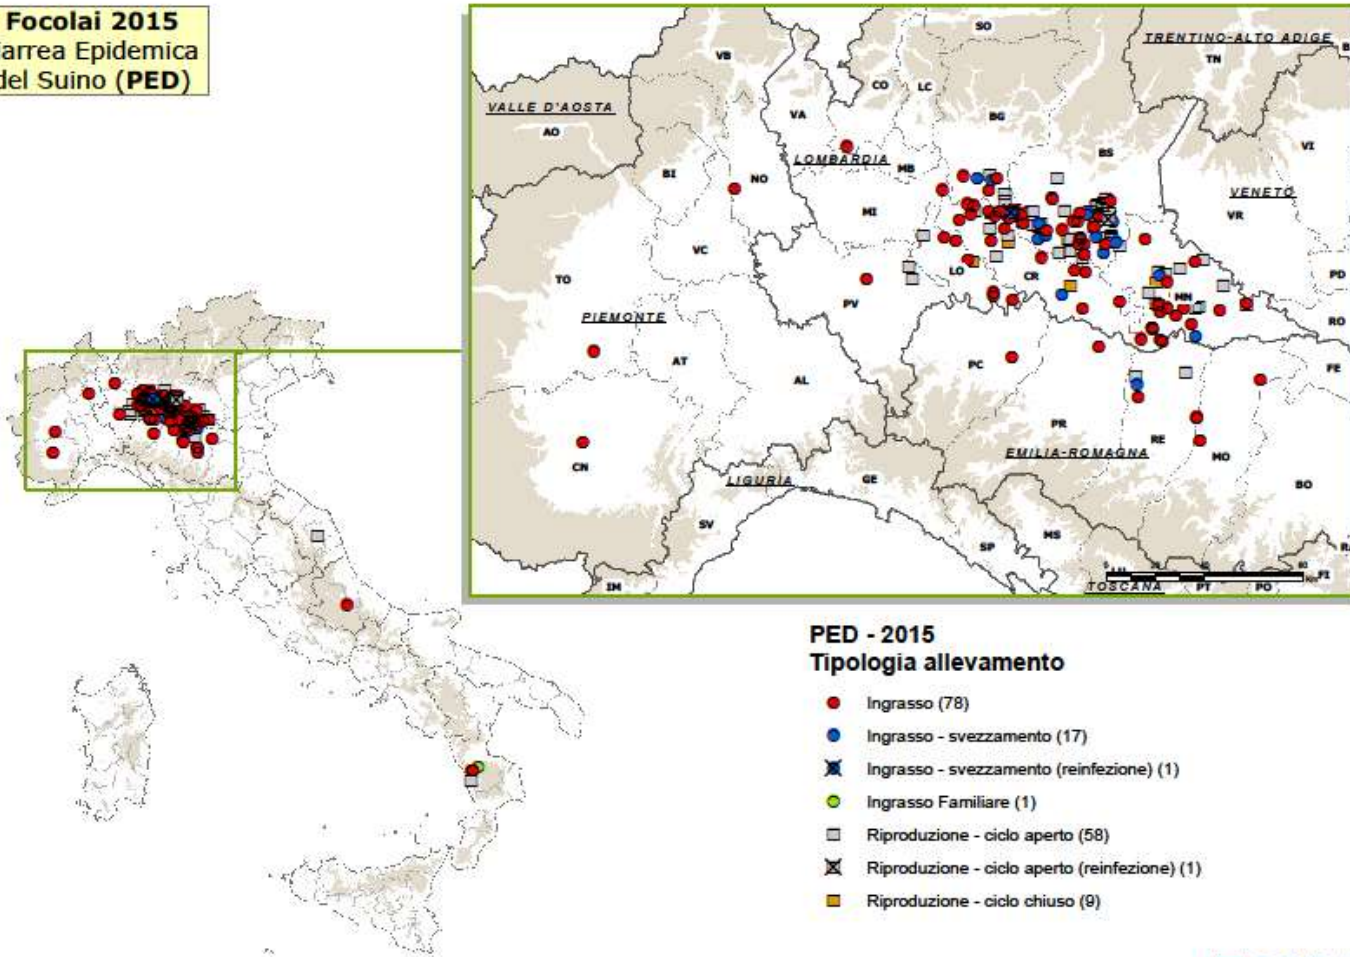 Focolai 2015
iarrea Epidemica
del Suino (PED)
SO
TRENTINO-ALTO ADIGE
TN
VB
CO
LC
VALLE D'AOSTA
VA
BG
AO
VI
LOMBARDIA
BS
MB
BI
NO
VENETO
MI
VR
VC
TO
LO
CR
PD
PV
MN
PIEMONTE
RO
AT
PC
FE
AL
PR
RE
EMILIA-ROMAGNA
MO
CN
LIGURIA
GE
BO
SV
MS
SP
IM
TOSCANA
PT
PO
FI
PED - 2015
Tipologia allevamento
Ingrasso (78)
Ingrasso - svezzamento (17)
Ingrasso - svezzamento (reinfezione) (1)
Ingrasso Familiare (1)
Riproduzione - ciclo aperto (58)
Riproduzione - ciclo aperto (reinfezione) (1)
Riproduzione - ciclo chiuso (9)